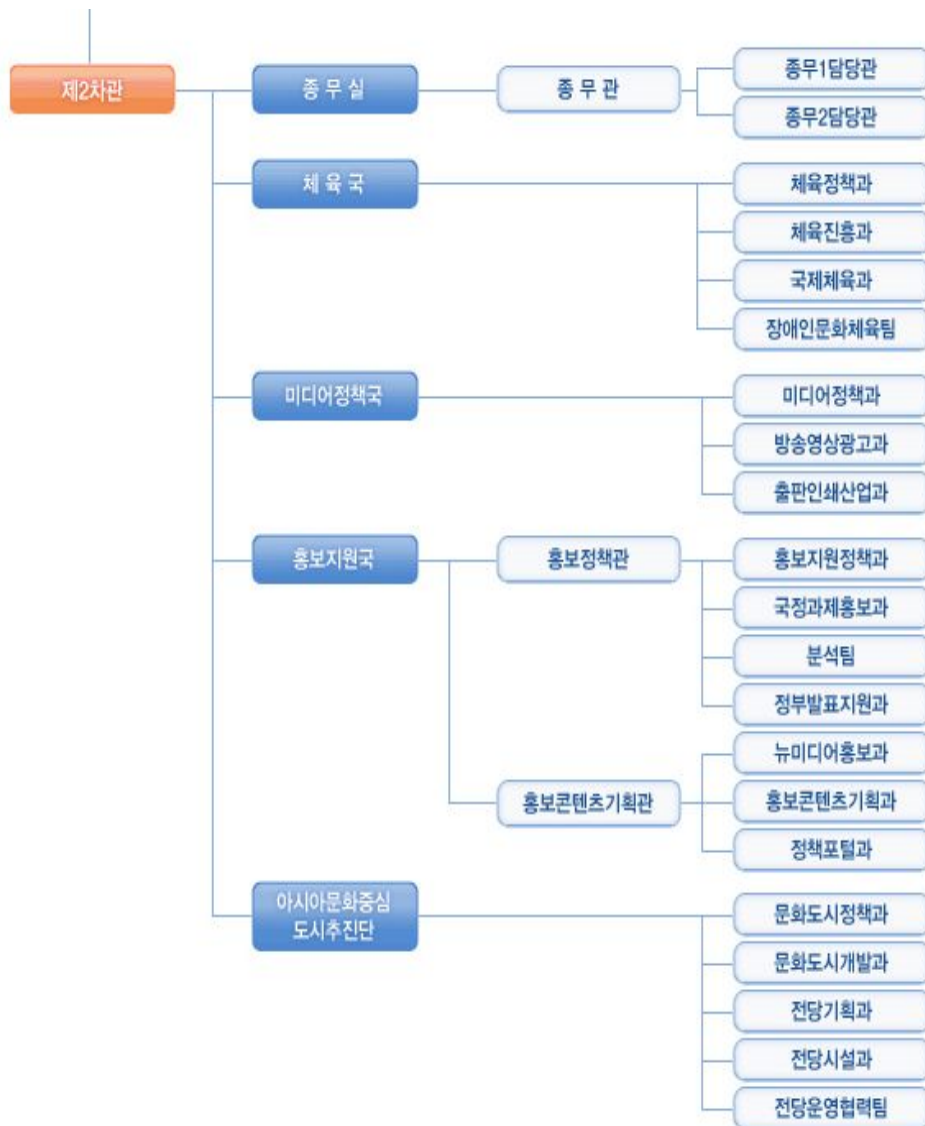 제2차관
종 무 실
종 무 관
종무1담당관
종무2담당관
체 육 국
체육정책과
체육진흥과
국제체육과
장애인문화체육팀
미디어정책국
미디어정책과
방송영상광고과
출판인쇄산업과
홍보지원국
홍보정책관
홍보지원정책과
국정과제홍보과
분석팀
정부발표지원과
홍보콘텐츠기획관
뉴미디어홍보과
홍보콘텐츠기획과
정책포털과
아시아문화중심
도시추진단
문화도시정책과
문화도시개발과
전당기획과
전당시설과
전당운영협력팀